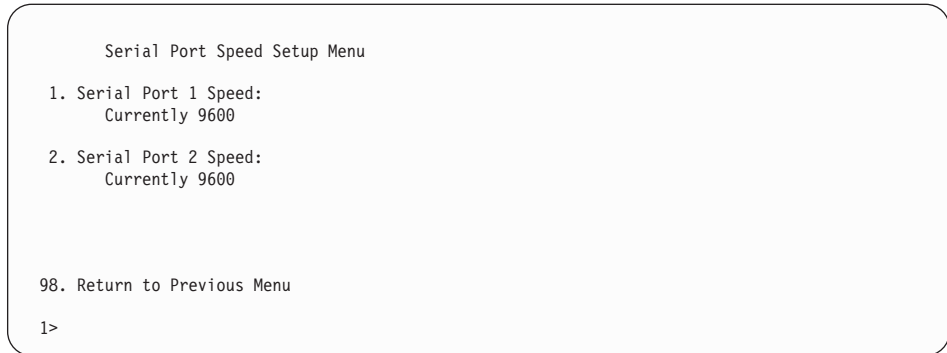 Serial Port Speed Setup Menu
1. Serial Port 1 Speed:
Currently 9600
2. Serial Port 2 Speed:
Currently 9600
98. Return to Previous Menu
1>